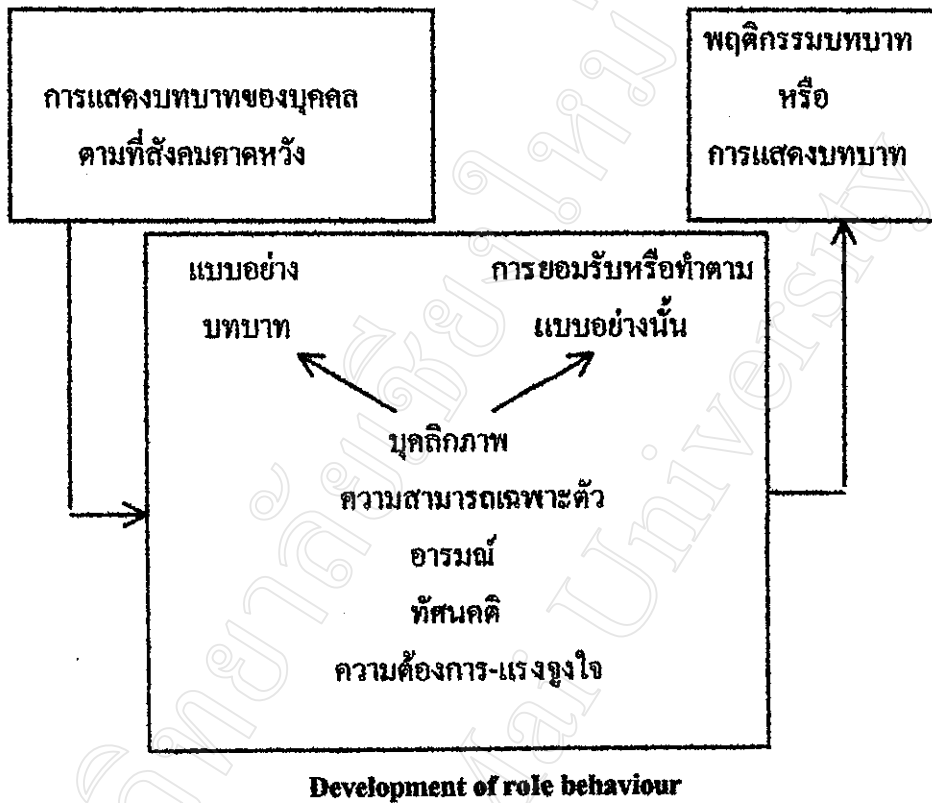 การแสดงบทบาทของบุคคล
ตามที่สังคมคาดหวัง
พฤติกรรมบทบาท
หรือ
การแสดงบทบาท
แบบอย่าง
บทบาท
การยอมรับหรือทำตาม
แบบอย่างนั้น
บุคลิกภาพ
ความสามารถเฉพาะตัว
อารมณ์
ทัศนคติ
ความต้องการ-แรงจูงใจ
Development of role behaviour
Mai University